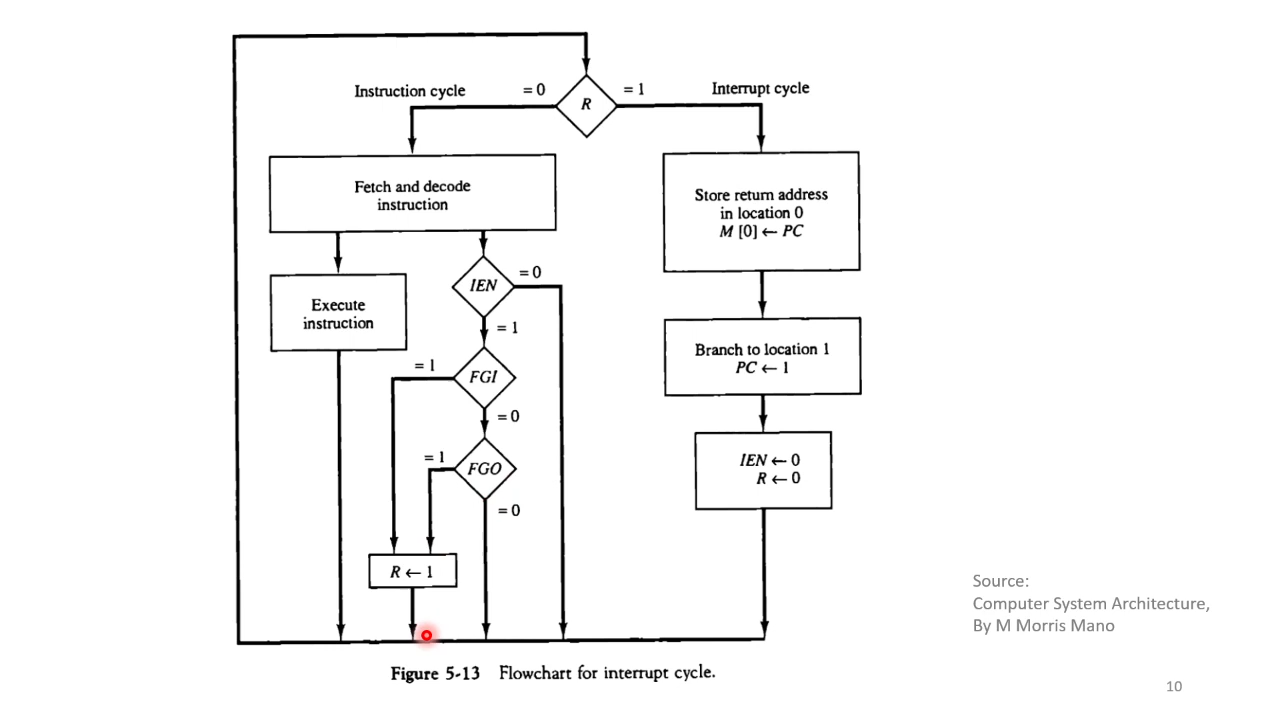 Instruction cycle
= 0
R
= 1
Interrupt cycle
Fetch and decode
instruction
Store return address
in location 0
M [0] ← PC
IEN
= 0
Execute
instruction
= 1
Branch to location 1
PC ← 1
FGI
= 1
= 0
FGO
= 1
= 0
IEN ← 0
R ← 0
R ← 1
Source:
Computer System Architecture,
By M Morris Mano
Figure 5-13 Flowchart for interrupt cycle.
10